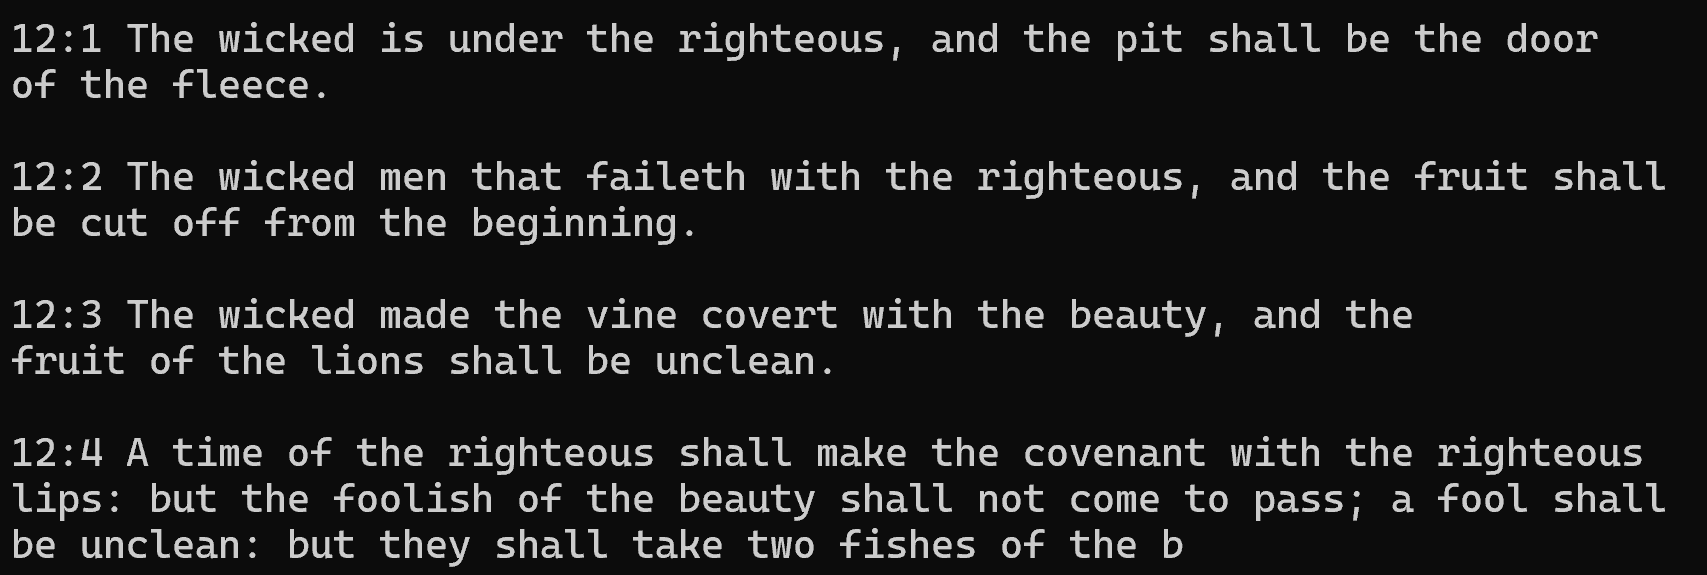 12:1 The wicked is under the righteous, and the pit shall be the door
of the fleece.
12:2 The wicked men that faileth with the righteous, and the fruit shall
be cut off from the beginning.
12:3 The wicked made the vine covert with the beauty, and the
fruit of the lions shall be unclean.
12:4 A time of the righteous shall make the covenant with the righteous
lips: but the foolish of the beauty shall not come to pass; a fool shall
be unclean: but they shall take two fishes of the b